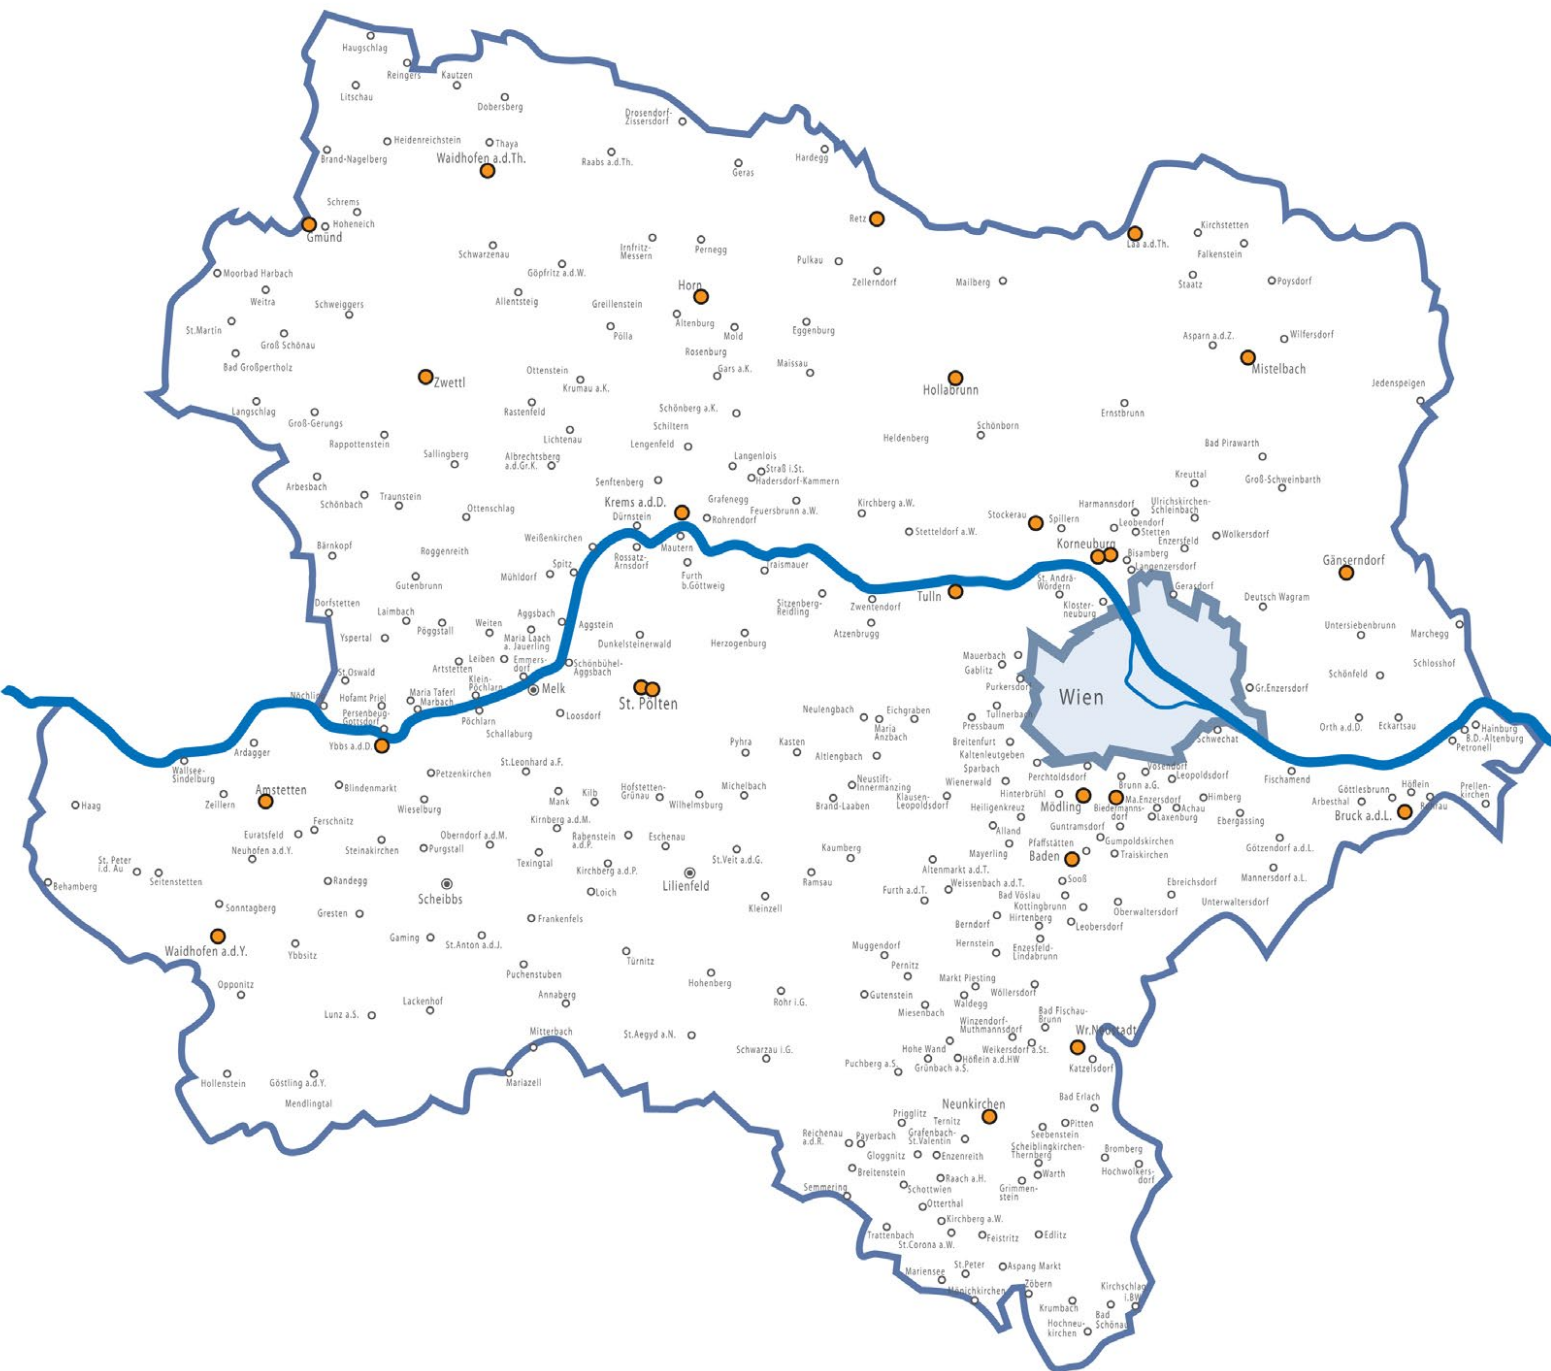 Haugschlag
Reingers
Kautzen
Litschau
Dobersberg
Drosendorf-
Zissersdorf
Heidenreichstein
Thaya
Brand-Nagelberg
Waidhofen a.d.Th.
Raabs a.d.Th.
Geras
Hardegg
Schrems
Hoheneich
Gmünd
Retz
Laa a.d.Th.
Kirchstetten
Falkenstein
Schwarzenau
Irnfritz-
Messern
Pernegg
Pulkau
Zellerndorf
Mailberg
Staatz
Poysdorf
Moorbad Harbach
Göpfritz a.d.W.
Weitra
Schweiggers
Allentsteig
Greillenstein
Horn
Altenburg
St.Martin
Groß Schönau
Pölla
Mold
Eggenburg
Asparn a.d.Z.
Wilfersdorf
Bad Großpertholz
Rosenburg
Gars a.K.
Maissau
Mistelbach
Zwettl
Ottenstein
Krumau a.K.
Hollabrunn
Jedenspeigen
Langschlag
Groß-Gerungs
Rastenfeld
Schönberg a.K.
Ernstbrunn
Rappottenstein
Lichtenau
Schiltern
Lengenfeld
Heldenberg
Schönborn
Bad Pirawarth
Sallingberg
Albrechtsberg
a.d.Gr.K.
Langenlois
Straß i.St.
Hadersdorf-Kammern
Kreuttal
Groß-Schweinbarth
Arbesbach
Schönbach
Traunstein
Senftenberg
Krems a.d.D.
Grafenegg
Feuersbrunn a.W.
Kirchberg a.W.
Harmannsdorf
Ulrichskirchen-
Schleinbach
Ottenschlag
Dürnstein
Rohrendorf
Stockerau
Spillern
Leobendorf
Stetten
Stetteldorf a.W.
Enzersfeld
Wolkersdorf
Bärnkopf
Roggenreith
Weißenkirchen
Rossatz-
Arnsdorf
Mautern
Korneuburg
Bisamberg
Langenzersdorf
Gänserndorf
Gutenbrunn
Mühldorf
Spitz
Furth
b.Göttweig
Traismauer
St. Andrä-
Wördern
Gerasdorf
Dorfstetten
Laimbach
Aggsbach
Sitzenberg-
Reidling
Zwentendorf
Tulln
Kloster-
neuburg
Deutsch Wagram
Yspertal
Pöggstall
Weiten
Maria Laach
a. Jauerling
Aggstein
Dunkelsteinerwald
Herzogenburg
Atzenbrugg
Untersiebenbrunn
Marchegg
Artstetten
Leiben
Emmers-
dorf
Schönbühel-
Aggsbach
Mauerbach
Gablitz
Schönfeld
Schlosshof
St.Oswald
Klein-
Pöchlarn
Melk
Purkersdorf
Wien
Gr.Enzersdorf
Nöchling
Hofamt Priel
Maria Taferl
Marbach
Persenbeug-
Gottsdorf
Pöchlarn
Loosdorf
St. Pölten
Neulengbach
Eichgraben
Tullnerbach
Pressbaum
Orth a.d.D.
Eckartsau
Ybbs a.d.D.
Schallaburg
Maria
Anzbach
Schwechat
Hainburg
B.D.-Altenburg
Petronell
Ardagger
Pyhra
Kasten
Altlengbach
Breitenfurt
Kaltenleutgeben
Wallsee-
Sindelburg
Petzenkirchen
St.Leonhard a.F.
Sparbach
Perchtoldsdorf
Vösendorf
Leopoldsdorf
Fischamend
Zeillern
Amstetten
Blindenmarkt
Wieselburg
Mank
Kilb
Hofstetten-
Grünau
Wilhelmsburg
Michelbach
Neustift-
Innermanzing
Brand-Laaben
Klausen-
Leopoldsdorf
Wienerwald
Hinterbrühl
Brunn a.G.
Göttlesbrunn
Höflein
Prellen-
kirchen
Haag
Ferschnitz
Heiligenkreuz
Mödling
Biedermanns-
dorf
Ma.Enzersdorf
Achau
Laxenburg
Himberg
Ebergassing
Arbesthal
Rohrau
Bruck a.d.L.
Euratsfeld
Neuhofen a.d.Y.
Steinakirchen
Purgstall
Oberndorf a.d.M.
Kirnberg a.d.M.
Rabenstein
a.d.P.
Eschenau
Alland
Guntramsdorf
Gumpoldskirchen
St. Peter
i.d. Au
Seitenstetten
Texingtal
Kirchberg a.d.P.
St.Veit a.d.G.
Kaumberg
Mayerling
Pfaffstätten
Baden
Traiskirchen
Götzendorf a.d.L.
Behamberg
Randegg
Scheibbs
Loich
Lilienfeld
Ramsau
Altenmarkt a.d.T.
Weissenbach a.d.T.
Sooß
Mannersdorf a.L.
Sonntagberg
Gresten
Frankenfels
Kleinzell
Furth a.d.T.
Bad Vöslau
Kottingbrunn
Ebreichsdorf
Oberwaltersdorf
Unterwaltersdorf
Waidhofen a.d.Y.
Ybbsitz
Gaming
St.Anton a.d.J.
Berndorf
Hirtenberg
Leobersdorf
Puchenstuben
Türnitz
Hohenberg
Muggendorf
Pernitz
Hernstein
Enzesfeld-
Lindabrunn
Opponitz
Lackenhof
Annaberg
Rohr i.G.
Gutenstein
Markt Piesting
Waldegg
Wöllersdorf
Lunz a.S.
Miesenbach
Bad Fischau-
Brunn
Mitterbach
St.Aegyd a.N.
Schwarzau i.G.
Winzendorf-
Muthmannsdorf
Wr.Neustadt
Hohe Wand
Weikersdorf a.St.
Puchberg a.S.
Grünbach a.S.
Höflein a.d.HW
Katzelsdorf
Hollenstein
Göstling a.d.Y.
Mendlingtal
Mariazell
Neunkirchen
Bad Erlach
Prigglitz
Ternitz
Pitten
Seebenstein
Reichenau
a.d.R.
Payerbach
Grafenbach-
St.Valentin
Scheiblingkirchen-
Thernberg
Bromberg
Gloggnitz
Enzenreith
Hochwolkers-
dorf
Breitenstein
Raach a.H.
Warth
Semmering
Schottwien
Grimmen-
stein
Otterthal
Kirchberg a.W.
Trattenbach
St.Corona a.W.
Feistritz
Edlitz
Mariensee
St.Peter
Aspang Markt
Mönichkirchen
Zöbern
Kirchschlag
i.BW
Krumbach
Bad
Schönau
Hochneu-
kirchen